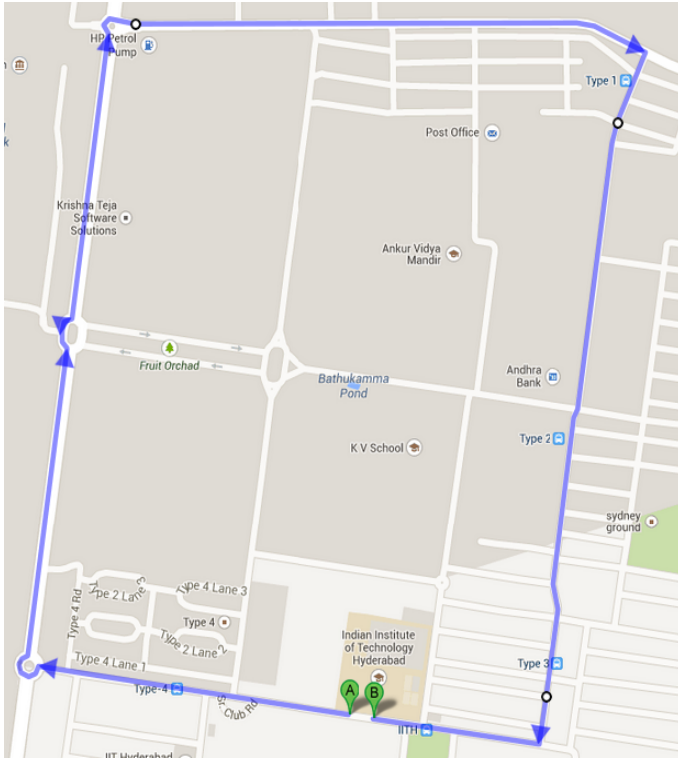 HP Petrol
Pump
Type 1
Post Office
Krishna Teja
Software
Solutions
Ankur Vidya
Mandir
Fruit Orchad
Bathukamma
Pond
Andhra
Bank
Type 2
K V School
sydney
ground
Type 2 Lane 3
Type 4 Lane 3
Type 4 Rd
Type 4
Type 2 Lane 2
Indian Institute
of Technology
Hyderabad
Type 4 Lane 1
Type 3
Type-4
A
B
Sr. Club Rd
IITH
IIT Hyderabad